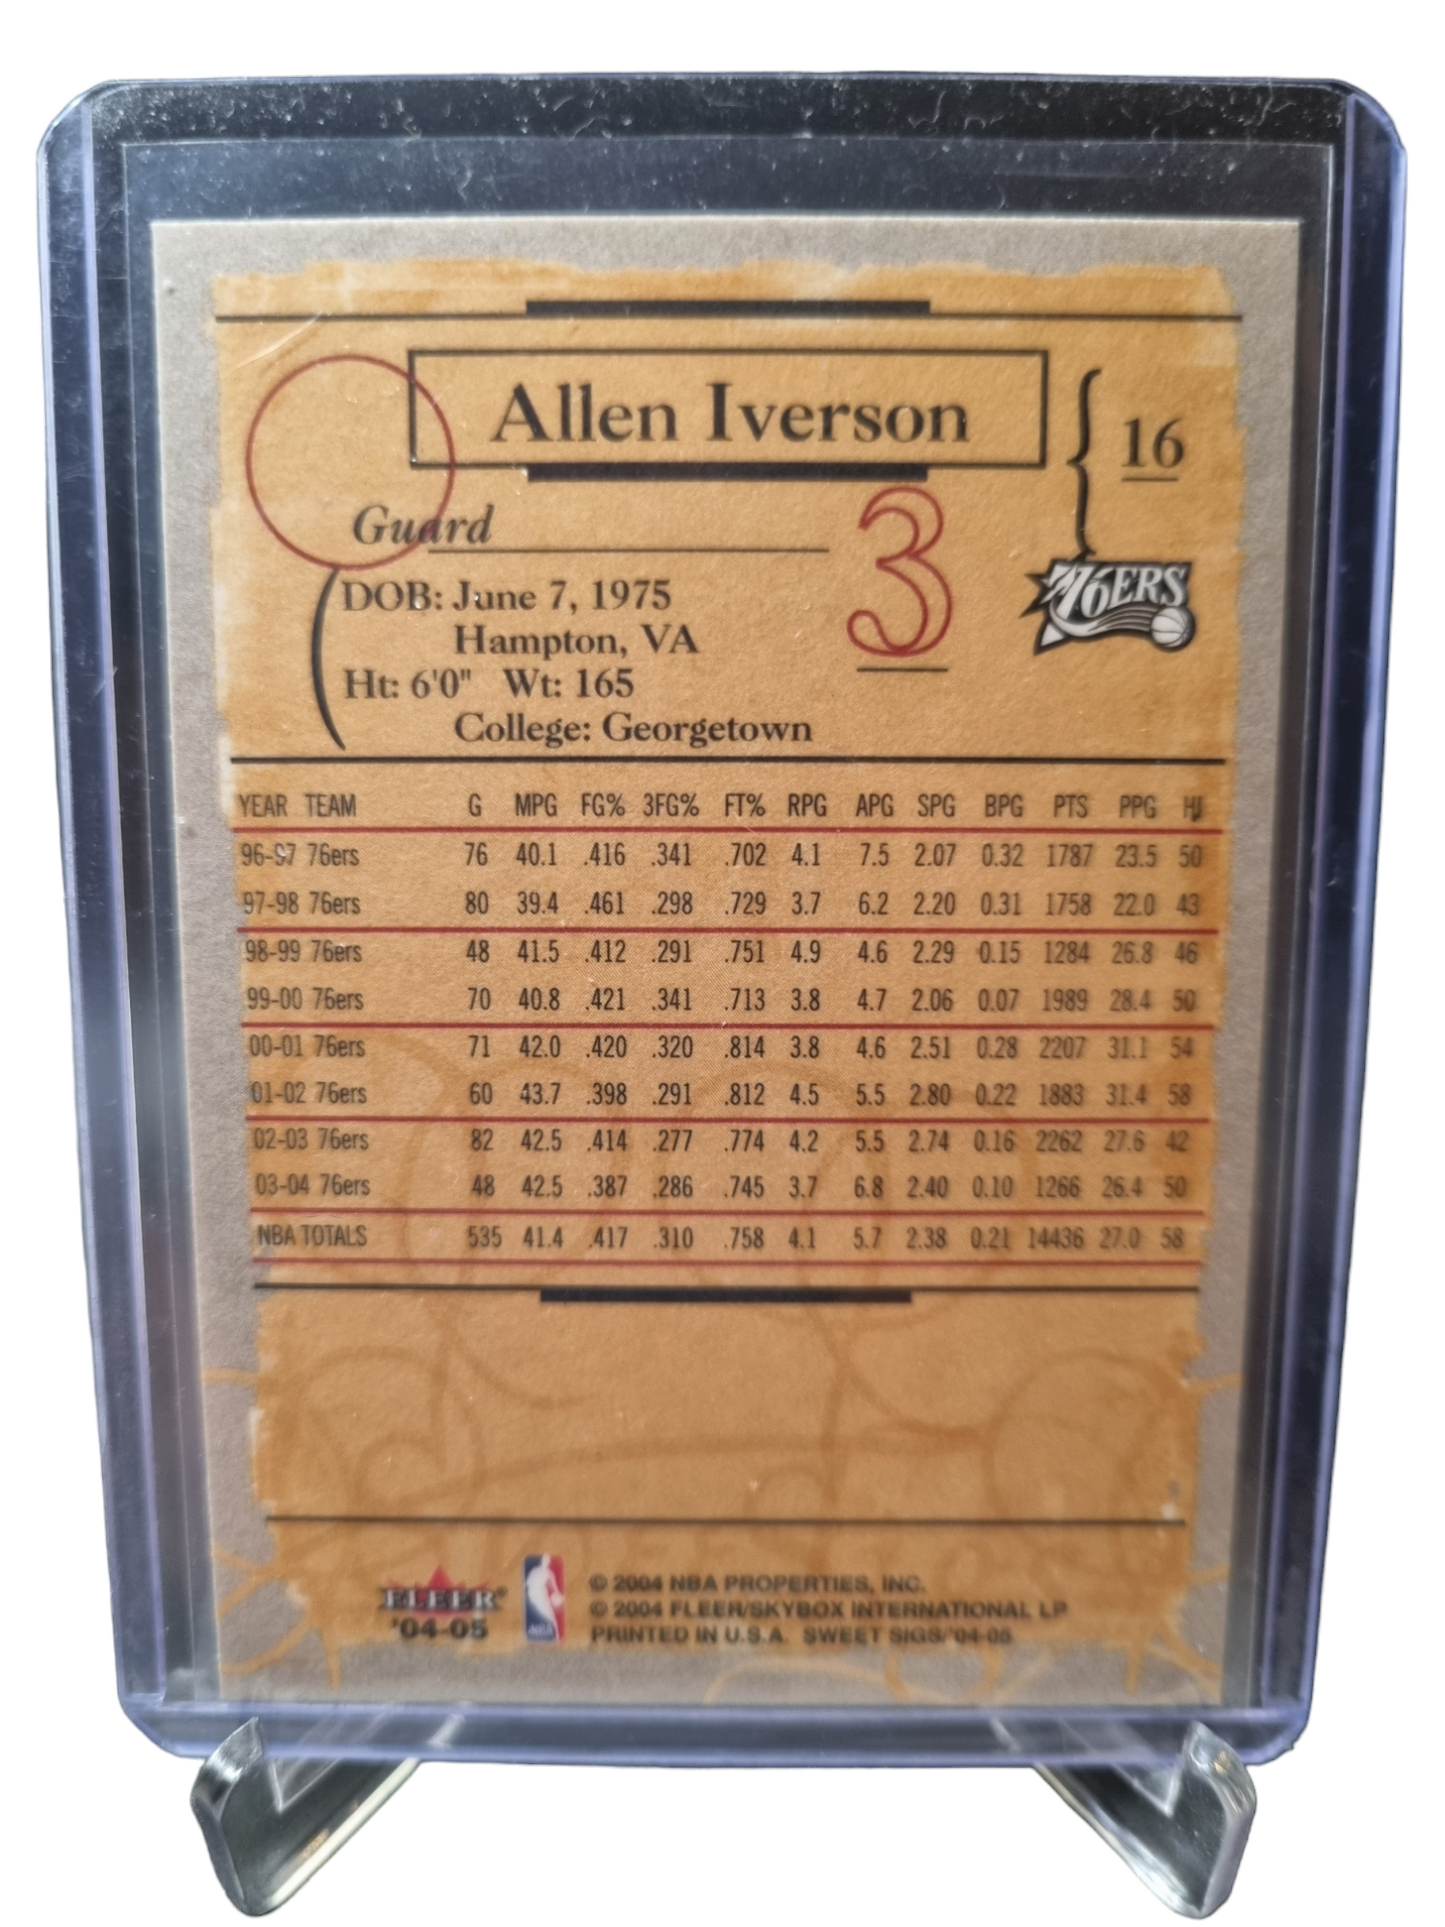 Allen Iverson
16
Guard
3
76ERS
DOB: June 7, 1975
Hampton, VA
Ht: 6'0" Wt: 165
College: Georgetown
YEAR TEAM G MPG FG% 3FG% FT% RPG APG SPG BPG PTS PPG HI
96-97 76ers 76 40.1 .416 .341 .702 4.1 7.5 2.07 0.32 1787 23.5 50
97-98 76ers 80 39.4 .461 .298 .729 3.7 6.2 2.20 0.31 1758 22.0 43
98-99 76ers 48 41.5 .412 .291 .751 4.9 4.6 2.29 0.15 1284 26.8 46
99-00 76ers 70 40.8 .421 .341 .713 3.8 4.7 2.06 0.07 1989 28.4 50
00-01 76ers 71 42.0 .420 .320 .814 3.8 4.6 2.51 0.28 2207 31.1 54
01-02 76ers 60 43.7 .398 .291 .812 4.5 5.5 2.80 0.22 1883 31.4 58
02-03 76ers 82 42.5 .414 .277 .774 4.2 5.5 2.74 0.16 2262 27.6 42
03-04 76ers 48 42.5 .387 .286 .745 3.7 6.8 2.40 0.10 1266 26.4 50
NBA TOTALS 535 41.4 .417 .310 .758 4.1 5.7 2.38 0.21 14436 27.0 58
FLEER®
'04-05
NBA
© 2004 NBA PROPERTIES, INC.
© 2004 FLEER/SKYBOX INTERNATIONAL LP
PRINTED IN U.S.A. SWEET SIGS/'04-05